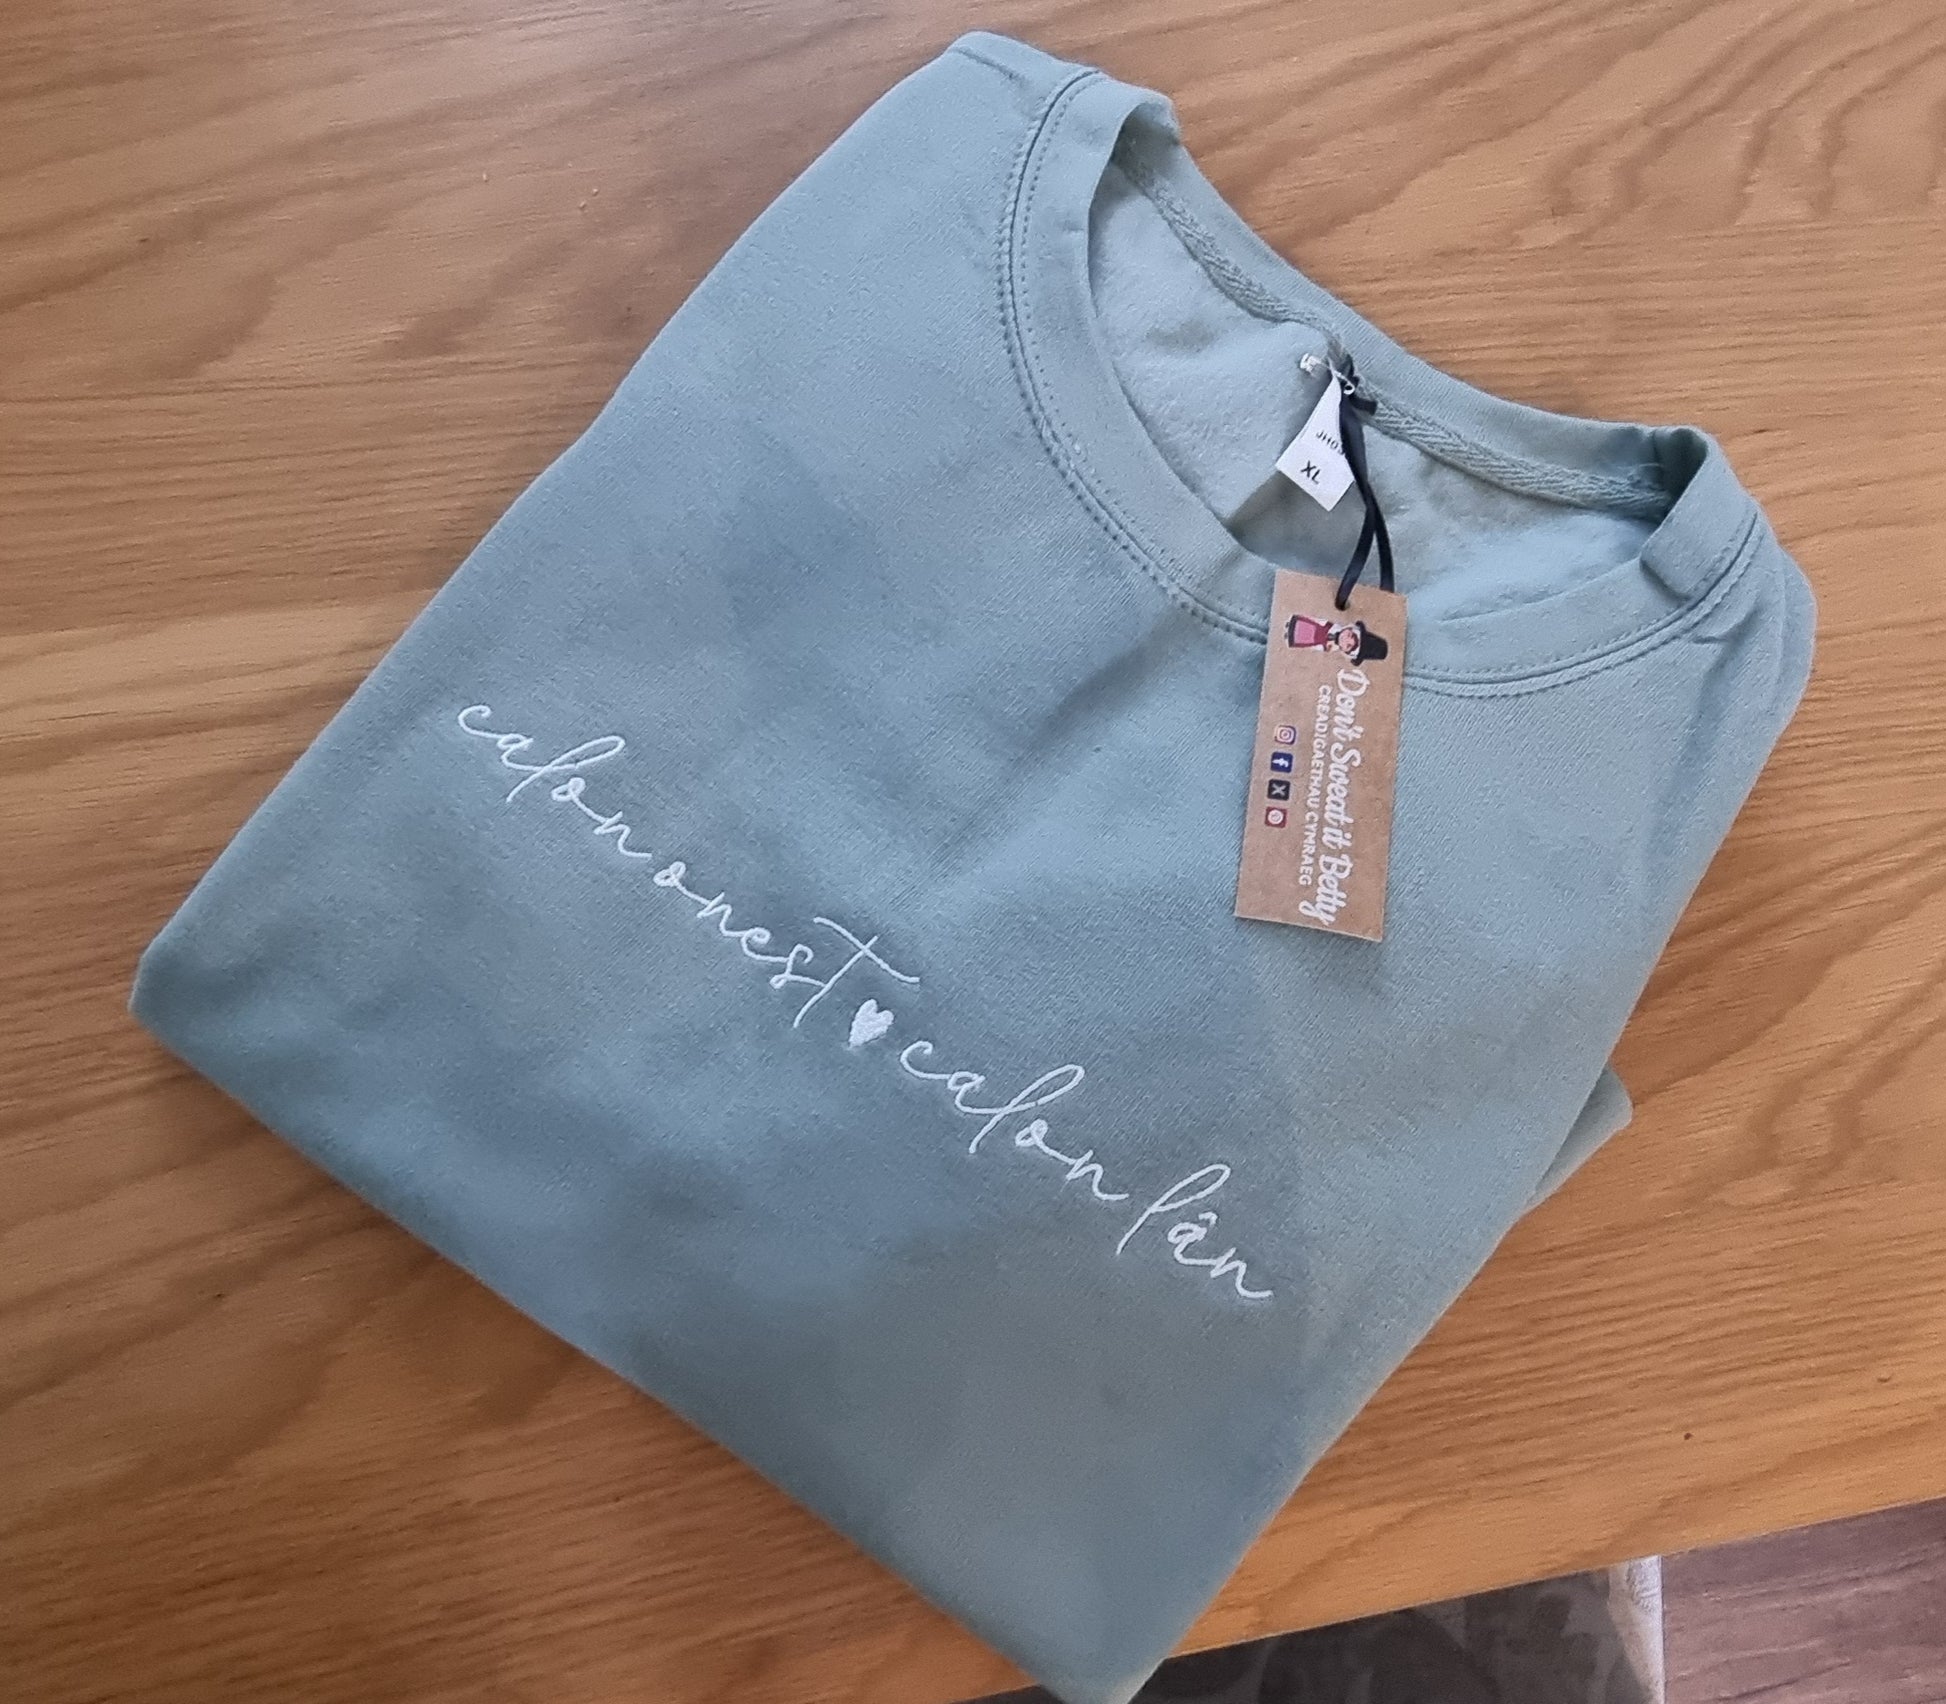 XL
Don't Sweat it Betty
CREADIGAETHAU CYMRAEG
calon onest calon lân